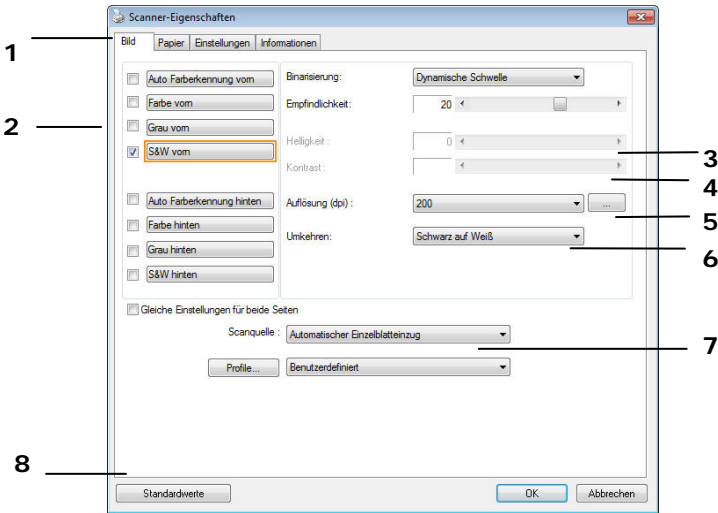 Scanner-Eigenschaften
Bild Papier Einstellungen Informationen
1
Auto Farberkennung vorn
Farbe vorn
Grau vorn
S&W vorn
Auto Farberkennung hinten
Farbe hinten
Grau hinten
S&W hinten
2
Binarisierung: Dynamische Schwelle
Empfindlichkeit: 20
Helligkeit : 0
3
Kontrast :
4
Auflösung (dpi) : 200 ...
5
Umkehren: Schwarz auf Weiß
6
Gleiche Einstellungen für beide Seiten
Scanquelle : Automatischer Einzelblatteinzug
7
Profile... Benutzerdefiniert
8
Standardwerte OK Abbrechen